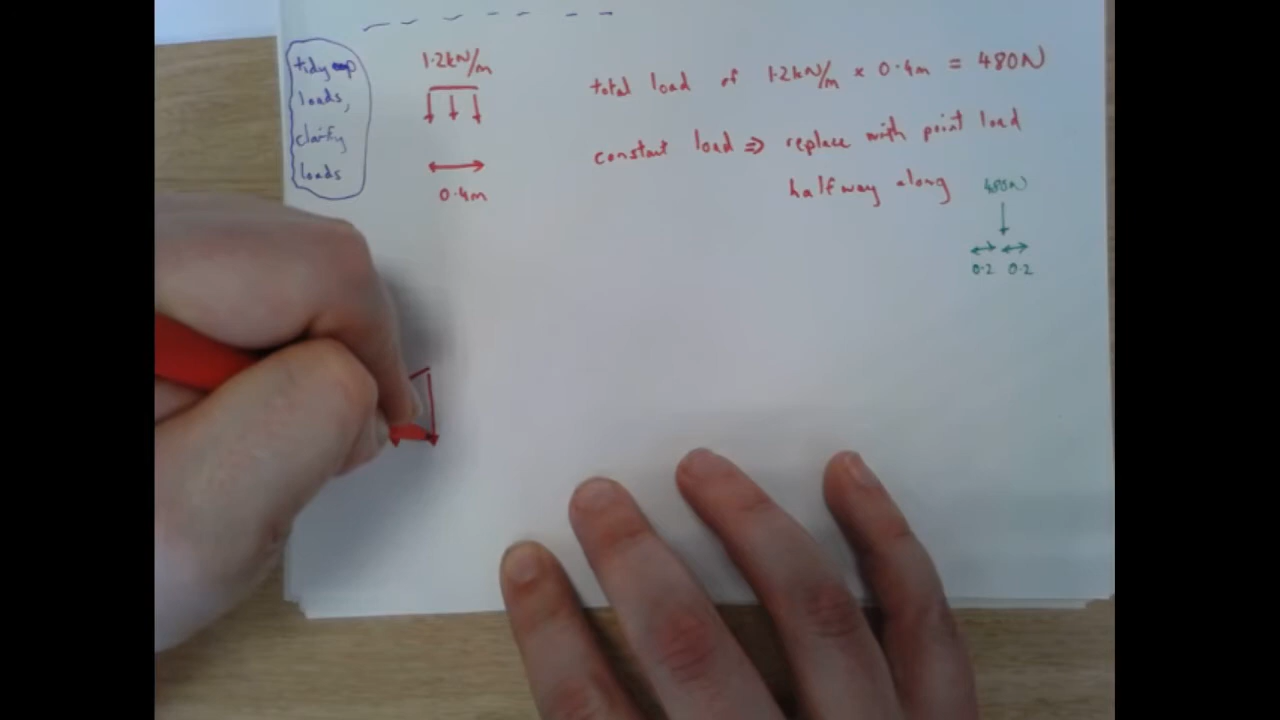 tidy up
loads,
clarify
loads
1.2kN/m
0.4m
total load of 1.2kN/m × 0.4m = 480N
constant load ⇒ replace with point load
halfway along
480N
0.2 0.2